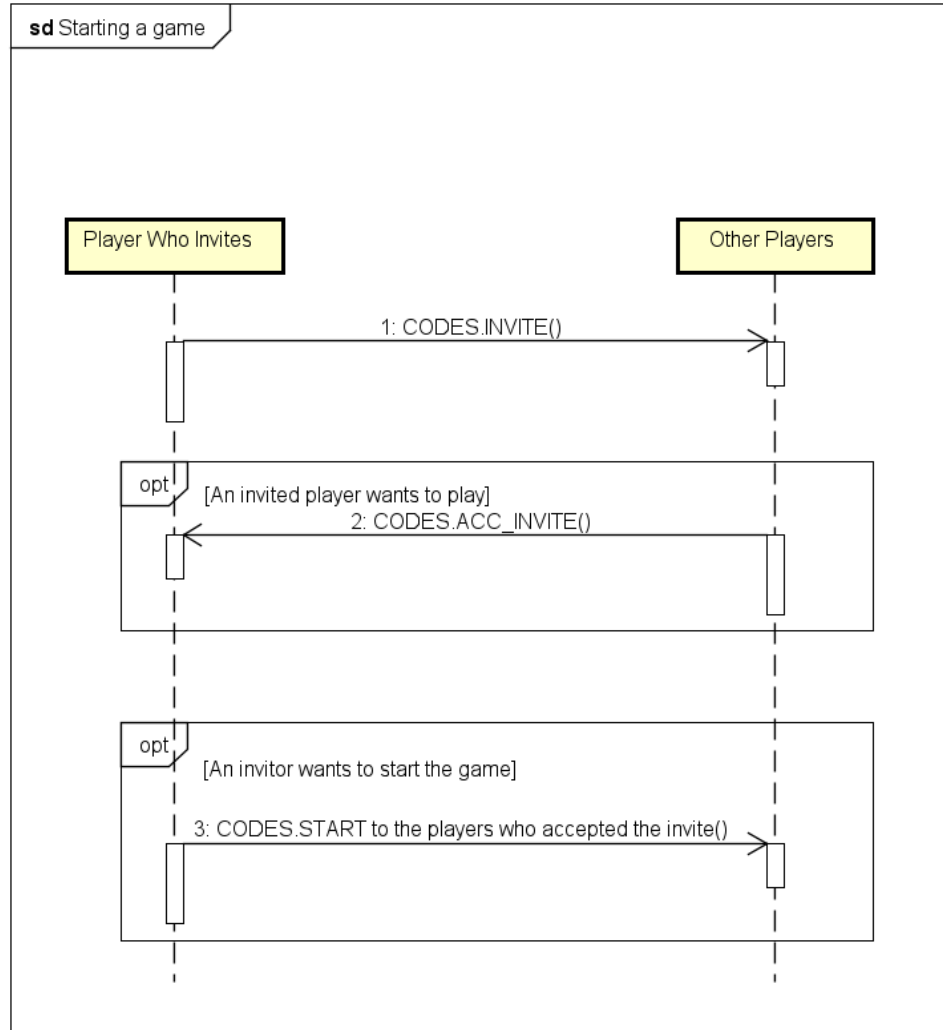 sd Starting a game
Player Who Invites
Other Players
1: CODES.INVITE()
opt
[An invited player wants to play]
2: CODES.ACC_INVITE()
opt
[An invitor wants to start the game]
3: CODES.START to the players who accepted the invite()